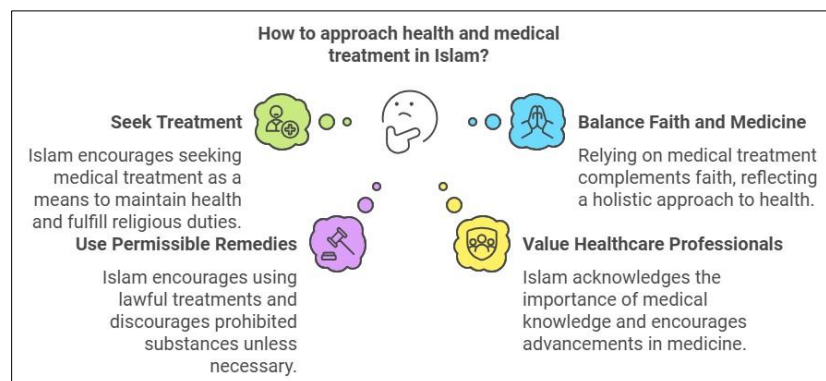 How to approach health and medical
treatment in Islam?
Seek Treatment
Islam encourages seeking
medical treatment as a
means to maintain health
and fulfill religious duties.
Balance Faith and Medicine
Relying on medical treatment
complements faith, reflecting
a holistic approach to health.
Use Permissible Remedies
Islam encourages using
lawful treatments and
discourages prohibited
substances unless
necessary.
Value Healthcare Professionals
Islam acknowledges the
importance of medical
knowledge and encourages
advancements in medicine.